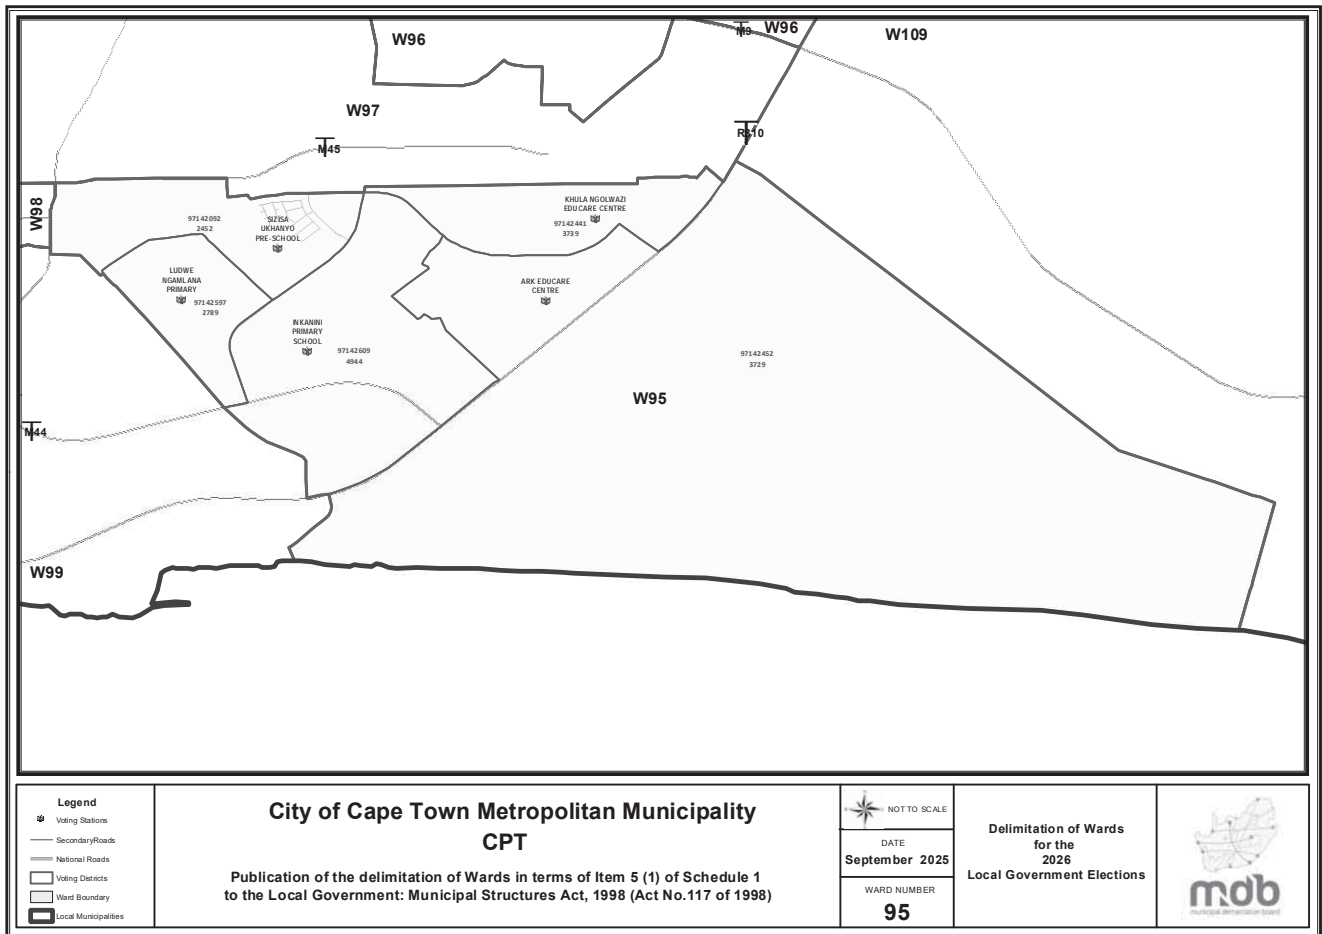 W96
M9
W96
W109
W97
M45
R310
W98
97142092
2452
SIZISA
UKHANYO
PRE-SCHOOL
KHULA NGOLWAZI
EDUCARE CENTRE
97142441
3739
LUDWE
NGAMLANA
PRIMARY
97142597
2789
ARK EDUCARE
CENTRE
INKANINI
PRIMARY
SCHOOL
97142609
4944
97142452
3729
W95
M44
W99
Legend
Voting Stations
SecondaryRoads
National Roads
Voting Districts
Ward Boundary
Local Municipalities
City of Cape Town Metropolitan Municipality
CPT
Publication of the delimitation of Wards in terms of Item 5 (1) of Schedule 1
to the Local Government: Municipal Structures Act, 1998 (Act No.117 of 1998)
NOT TO SCALE
DATE
September 2025
WARD NUMBER
95
Delimitation of Wards
for the
2026
Local Government Elections
mdb
municipal demarcation board